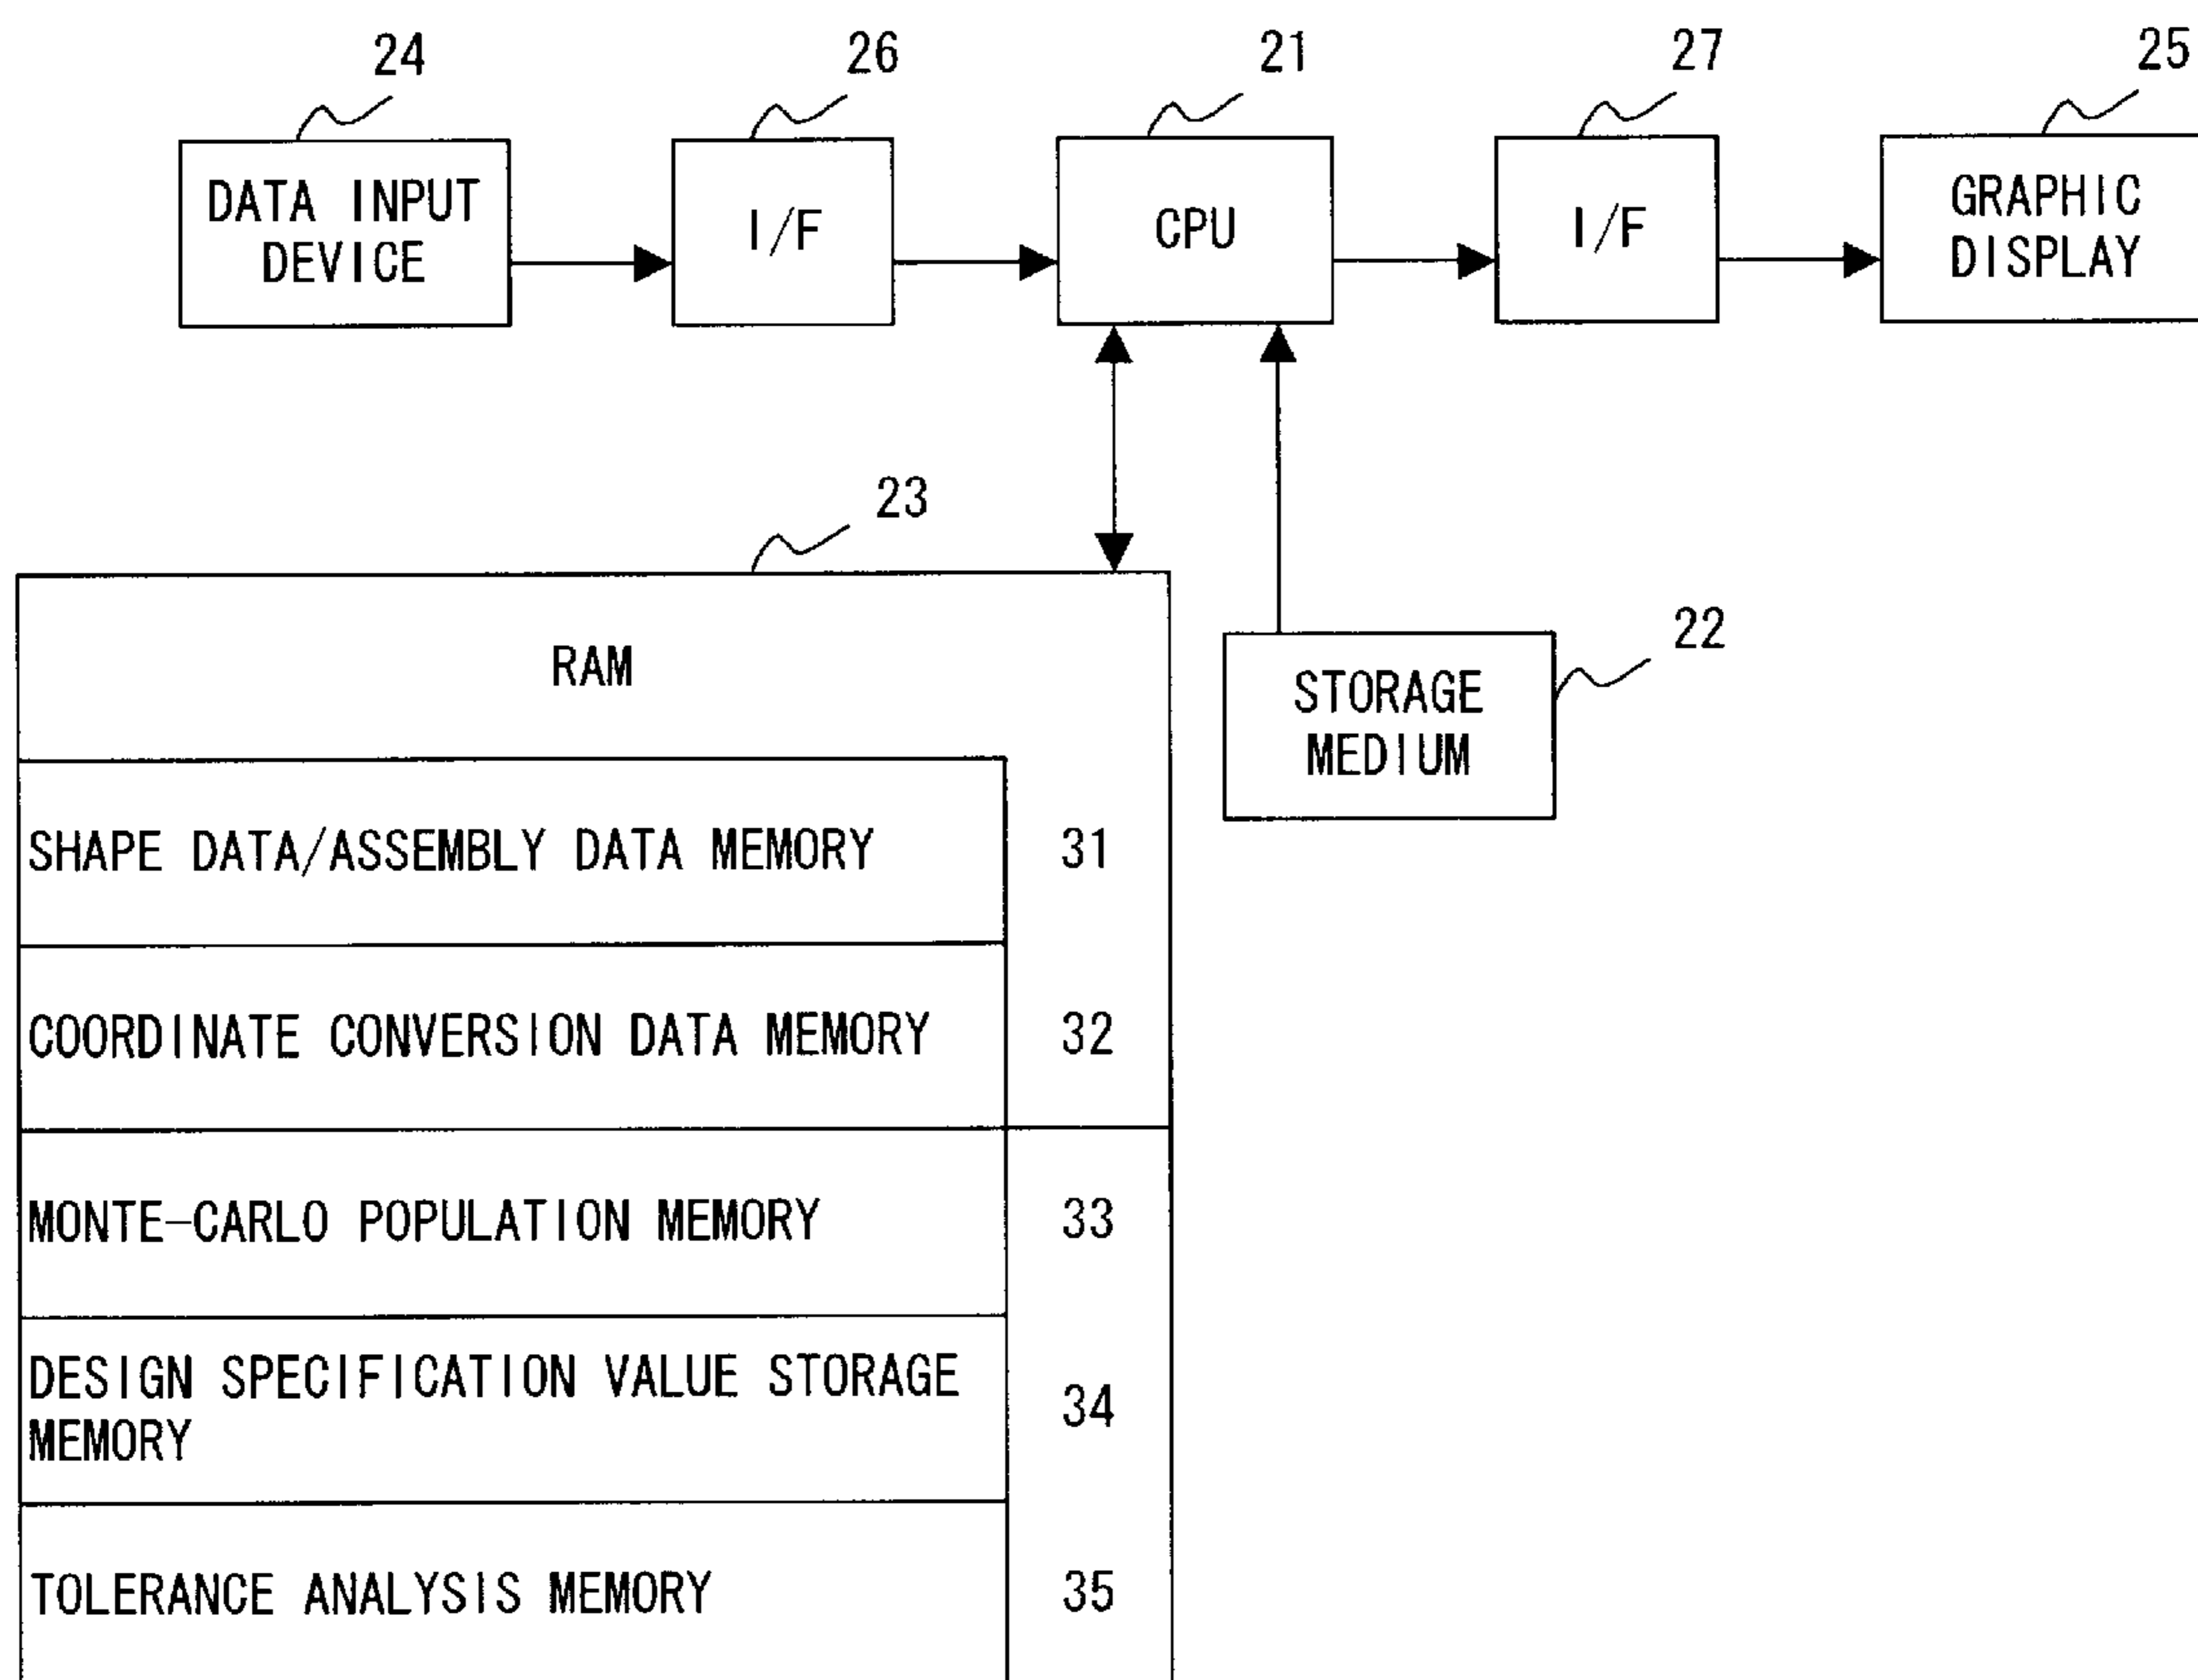 24
26
21
27
25
DATA INPUT
DEVICE
I/F
CPU
I/F
GRAPHIC
DISPLAY
23
22
RAM
STORAGE
MEDIUM
SHAPE DATA/ASSEMBLY DATA MEMORY 31
COORDINATE CONVERSION DATA MEMORY 32
MONTE-CARLO POPULATION MEMORY 33
DESIGN SPECIFICATION VALUE STORAGE
MEMORY
34
TOLERANCE ANALYSIS MEMORY 35